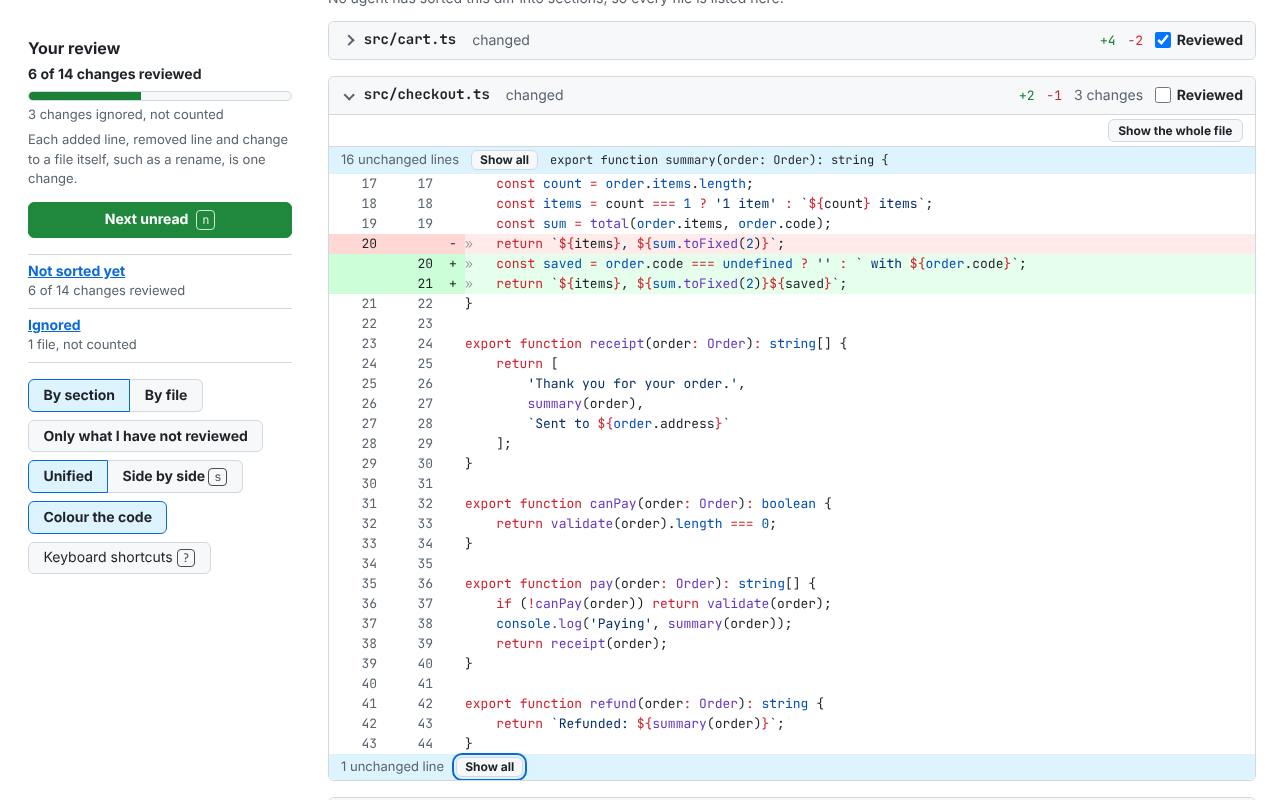 No agent has sorted this diff into sections, so every file is listed here.
Your review
6 of 14 changes reviewed
3 changes ignored, not counted
Each added line, removed line and change
to a file itself, such as a rename, is one
change.
Next unread n
Not sorted yet
6 of 14 changes reviewed
Ignored
1 file, not counted
By section By file
Only what I have not reviewed
Unified Side by side s
Colour the code
Keyboard shortcuts ?
src/cart.ts changed +4 -2 Reviewed
src/checkout.ts changed +2 -1 3 changes Reviewed
Show the whole file
16 unchanged lines Show all export function summary(order: Order): string {
17 17     const count = order.items.length;
18 18     const items = count === 1 ? '1 item' : `${count} items`;
19 19     const sum = total(order.items, order.code);
20 - »   return `${items}, ${sum.toFixed(2)}`;
20 + »   const saved = order.code === undefined ? '' : ` with ${order.code}`;
21 + »   return `${items}, ${sum.toFixed(2)}${saved}`;
21 22 }
22 23
23 24 export function receipt(order: Order): string[] {
24 25     return [
25 26         'Thank you for your order.',
26 27         summary(order),
27 28         `Sent to ${order.address}`
28 29     ];
29 30 }
30 31
31 32 export function canPay(order: Order): boolean {
32 33     return validate(order).length === 0;
33 34 }
34 35
35 36 export function pay(order: Order): string[] {
36 37     if (!canPay(order)) return validate(order);
37 38     console.log('Paying', summary(order));
38 39     return receipt(order);
39 40 }
40 41
41 42 export function refund(order: Order): string {
42 43     return `Refunded: ${summary(order)}`;
43 44 }
1 unchanged line Show all